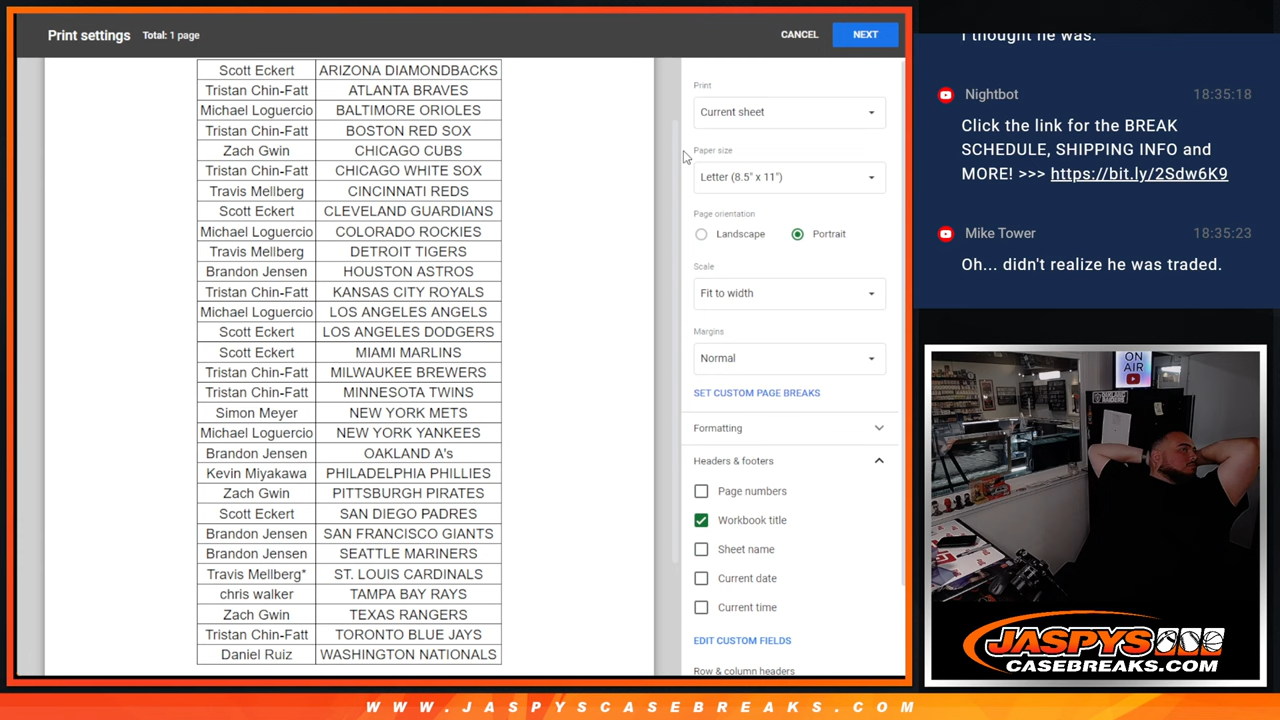 Print settings Total: 1 page CANCEL NEXT
Scott Eckert ARIZONA DIAMONDBACKS
Tristan Chin-Fatt ATLANTA BRAVES
Michael Loguercio BALTIMORE ORIOLES
Tristan Chin-Fatt BOSTON RED SOX
Zach Gwin CHICAGO CUBS
Tristan Chin-Fatt CHICAGO WHITE SOX
Travis Mellberg CINCINNATI REDS
Scott Eckert CLEVELAND GUARDIANS
Michael Loguercio COLORADO ROCKIES
Travis Mellberg DETROIT TIGERS
Brandon Jensen HOUSTON ASTROS
Tristan Chin-Fatt KANSAS CITY ROYALS
Michael Loguercio LOS ANGELES ANGELS
Scott Eckert LOS ANGELES DODGERS
Scott Eckert MIAMI MARLINS
Tristan Chin-Fatt MILWAUKEE BREWERS
Tristan Chin-Fatt MINNESOTA TWINS
Simon Meyer NEW YORK METS
Michael Loguercio NEW YORK YANKEES
Brandon Jensen OAKLAND A's
Kevin Miyakawa PHILADELPHIA PHILLIES
Zach Gwin PITTSBURGH PIRATES
Scott Eckert SAN DIEGO PADRES
Brandon Jensen SAN FRANCISCO GIANTS
Brandon Jensen SEATTLE MARINERS
Travis Mellberg* ST. LOUIS CARDINALS
chris walker TAMPA BAY RAYS
Zach Gwin TEXAS RANGERS
Tristan Chin-Fatt TORONTO BLUE JAYS
Daniel Ruiz WASHINGTON NATIONALS
Print
Current sheet
Paper size
Letter (8.5" x 11")
Page orientation
Landscape Portrait
Scale
Fit to width
Margins
Normal
SET CUSTOM PAGE BREAKS
Formatting
Headers & footers
Page numbers
Workbook title
Sheet name
Current date
Current time
EDIT CUSTOM FIELDS
Row & column headers
I thought he was.
Nightbot 18:35:18
Click the link for the BREAK
SCHEDULE, SHIPPING INFO and
MORE! >>> https://bit.ly/2Sdw6K9
Mike Tower 18:35:23
Oh... didn't realize he was traded.
ON
AIR
JASPYS
CASEBREAKS.COM
WWW.JASPYSCASEBREAKS.COM